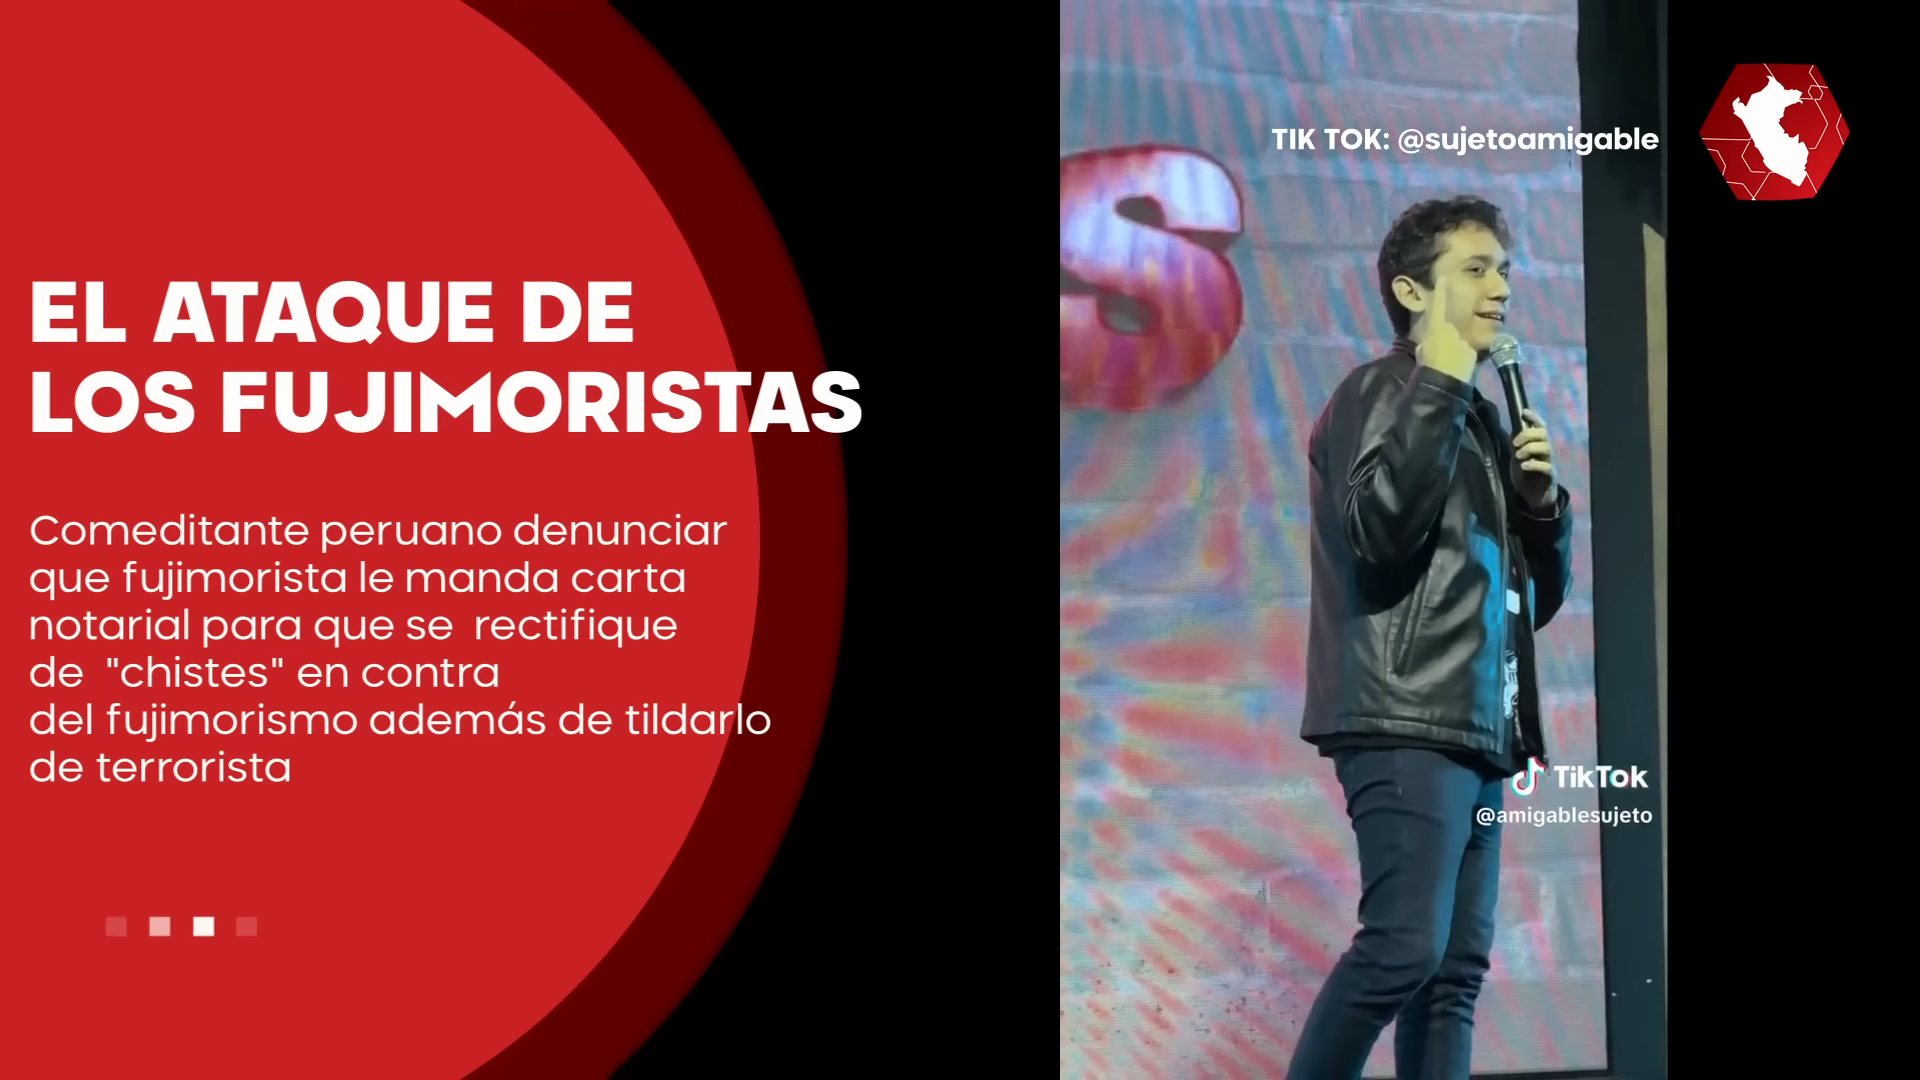 EL ATAQUE DE
LOS FUJIMORISTAS
Comeditante peruano denunciar
que fujimorista le manda carta
notarial para que se rectifique
de "chistes" en contra
del fujimorismo además de tildarlo
de terrorista
TIK TOK: @sujetoamigable
S
TikTok
@amigablesujeto